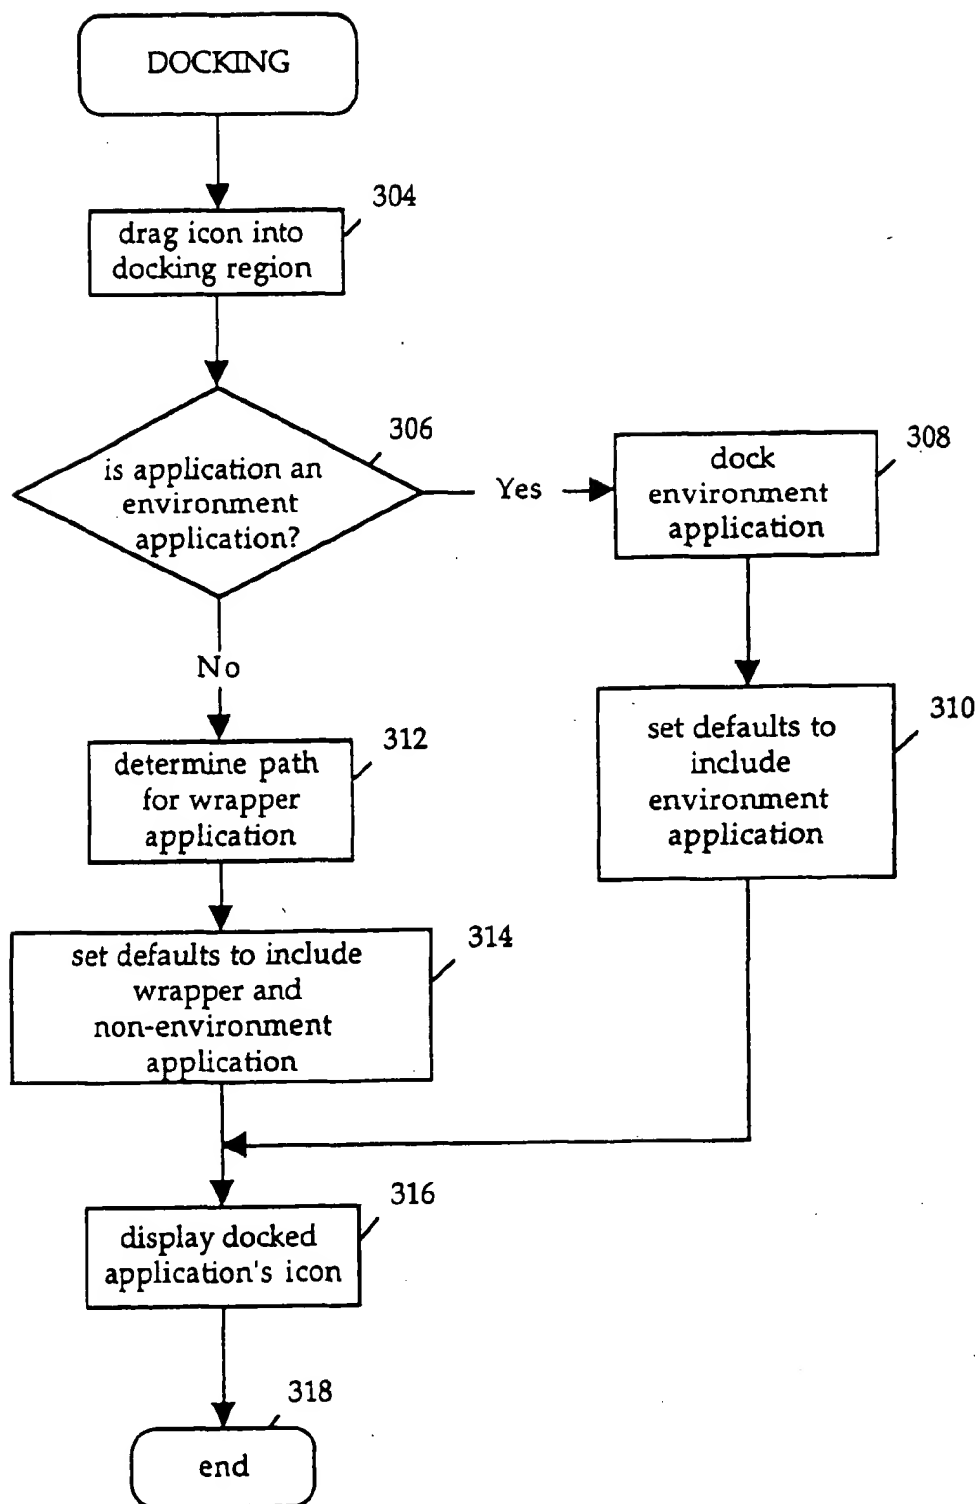 DOCKING
304
drag icon into
docking region
306
is application an
environment
application?
Yes
308
dock
environment
application
No
310
set defaults to
include
environment
application
312
determine path
for wrapper
application
314
set defaults to include
wrapper and
non-environment
application
316
display docked
application's icon
318
end